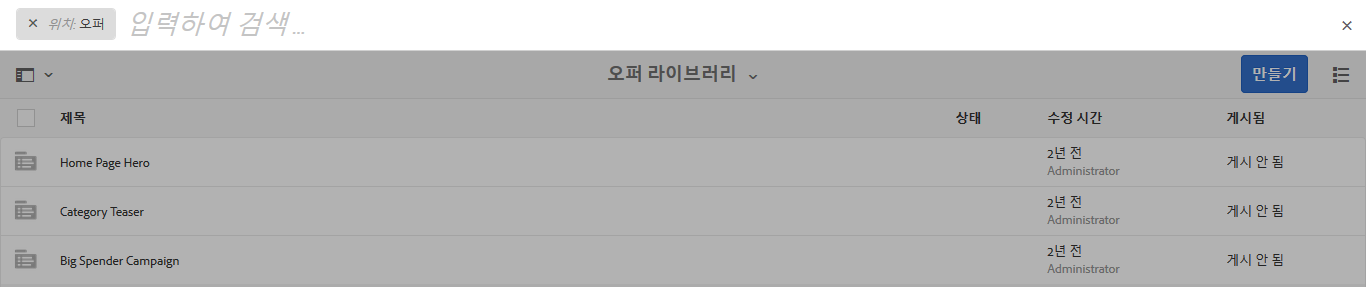 × 위치: 오퍼 입력하여 검색... ×
오퍼 라이브러리 만들기
제목 상태 수정 시간 게시됨
Home Page Hero 2년 전 게시 안 됨
Administrator
Category Teaser 2년 전 게시 안 됨
Administrator
Big Spender Campaign 2년 전 게시 안 됨
Administrator